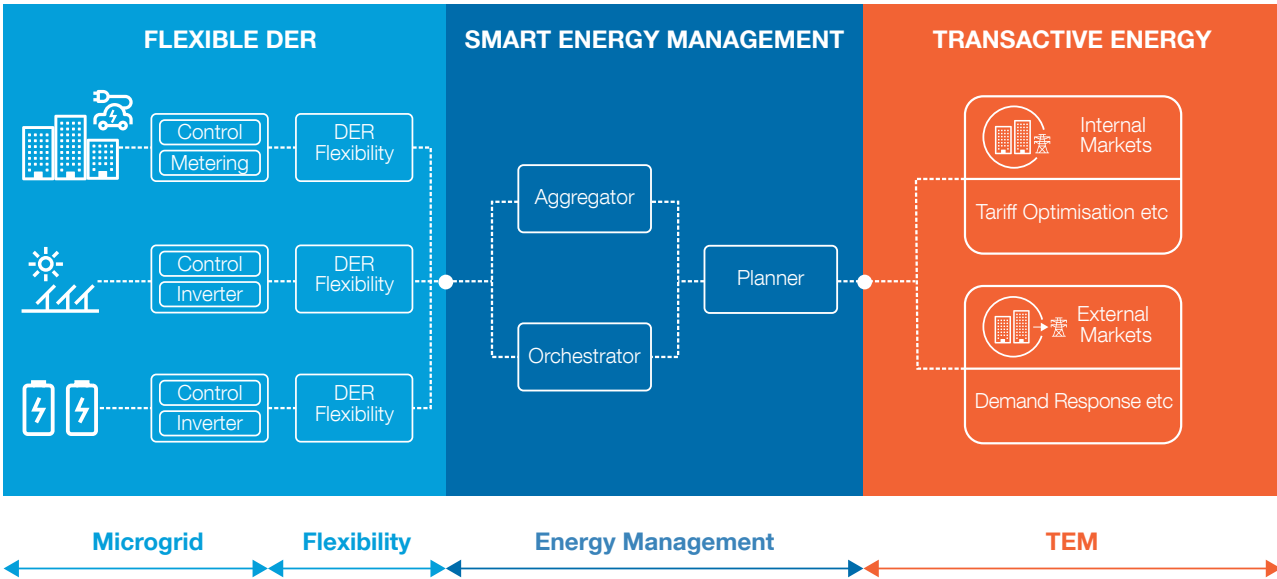 FLEXIBLE DER
SMART ENERGY MANAGEMENT
TRANSACTIVE ENERGY
Control
Metering
DER
Flexibility
Control
Inverter
DER
Flexibility
Control
Inverter
DER
Flexibility
Aggregator
Orchestrator
Planner
Internal
Markets
Tariff Optimisation etc
External
Markets
Demand Response etc
Microgrid
Flexibility
Energy Management
TEM